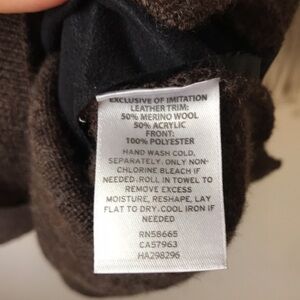 EXCLUSIVE OF IMITATION
LEATHER TRIM:
50% MERINO WOOL
50% ACRYLIC
FRONT:
100% POLYESTER
HAND WASH COLD,
SEPARATELY. ONLY NON-
CHLORINE BLEACH IF
NEEDED. ROLL IN TOWEL TO
REMOVE EXCESS
MOISTURE, RESHAPE, LAY
FLAT TO DRY. COOL IRON IF
NEEDED
RN58665
CA57963
HA298296